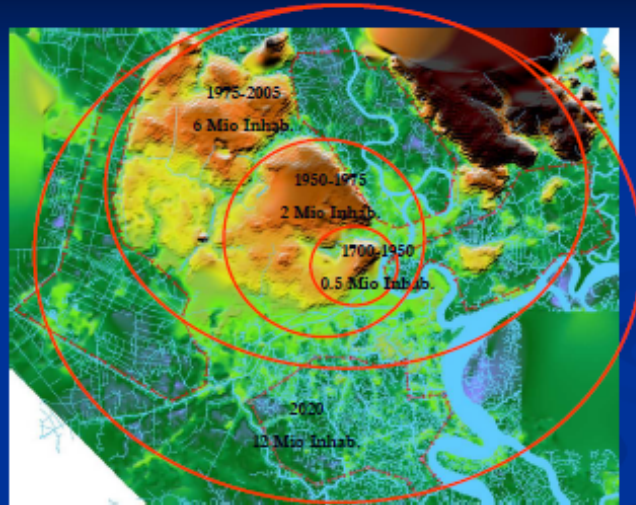 1975-2005
6 Mio Inhab.
1950-1975
2 Mio Inhab.
1700-1950
0.5 Mio Inhab.
2020
12 Mio Inhab.